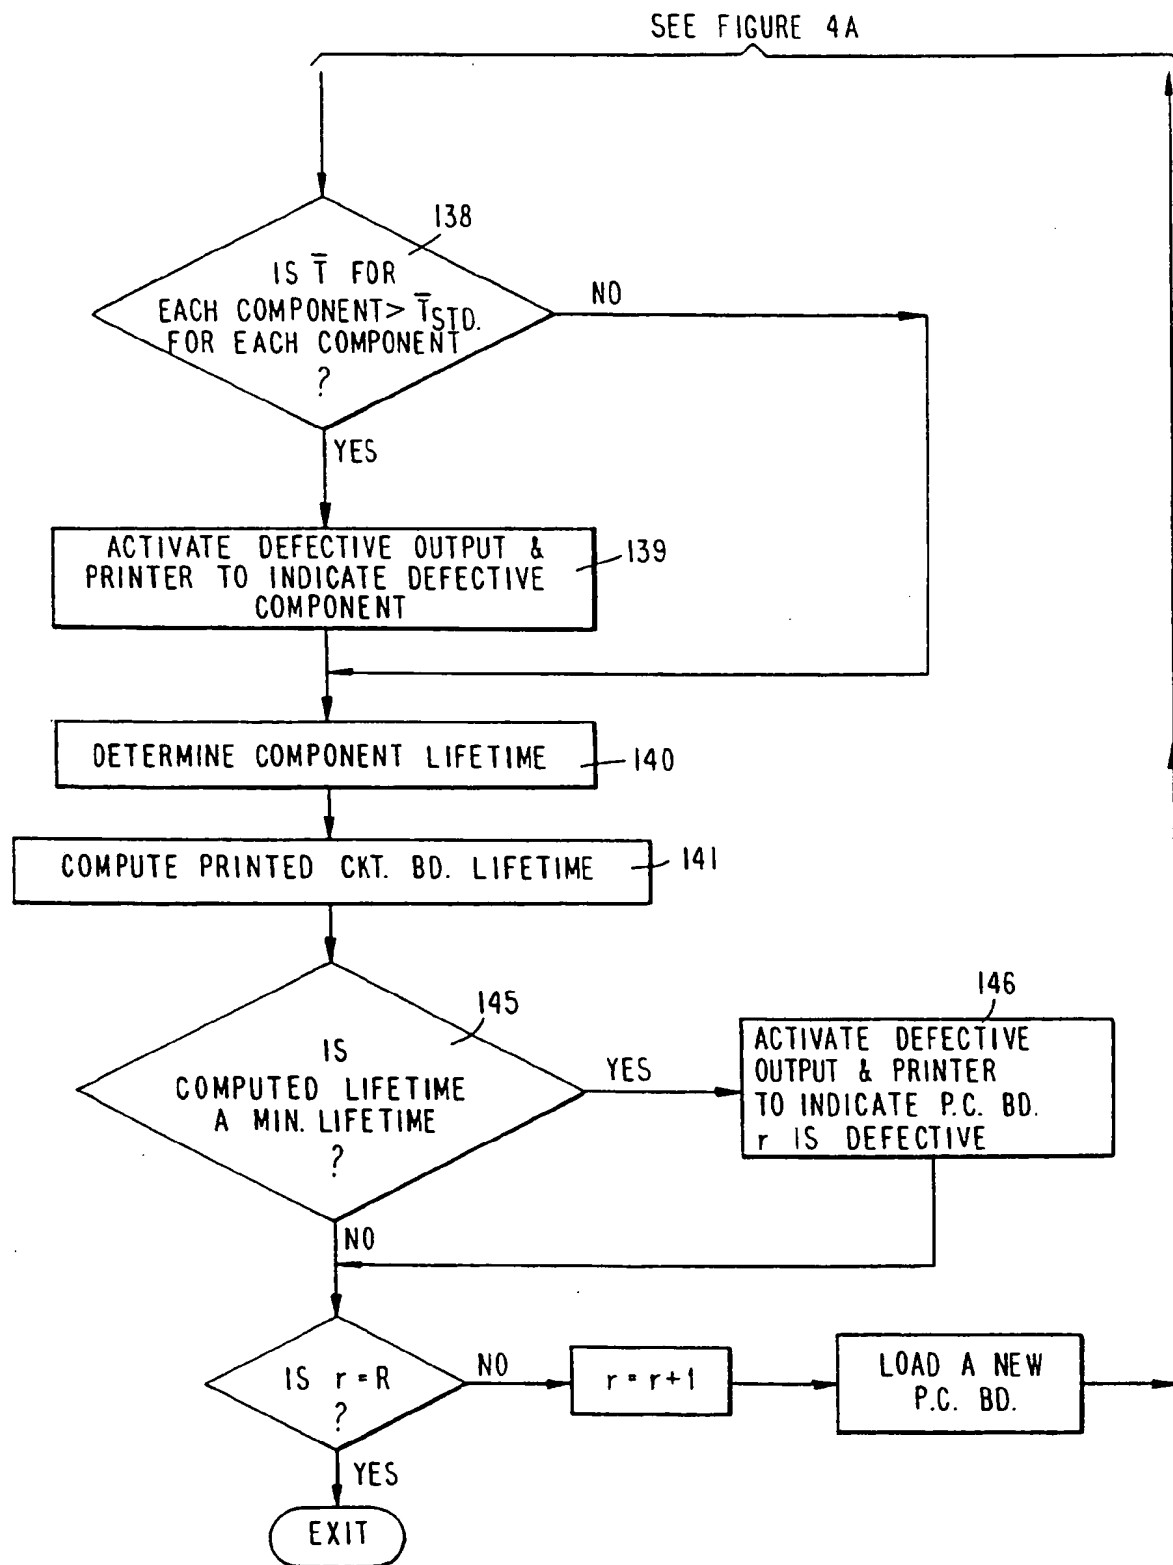 SEE FIGURE 4A
138
IS T̅ FOR
EACH COMPONENT> T̅STD.
FOR EACH COMPONENT
?
NO
YES
ACTIVATE DEFECTIVE OUTPUT &
PRINTER TO INDICATE DEFECTIVE
COMPONENT
139
DETERMINE COMPONENT LIFETIME
140
COMPUTE PRINTED CKT. BD. LIFETIME
141
145
IS
COMPUTED LIFETIME
A MIN. LIFETIME
?
YES
146
ACTIVATE DEFECTIVE
OUTPUT & PRINTER
TO INDICATE P.C. BD.
r IS DEFECTIVE
NO
IS r = R
?
NO
r = r+1
LOAD A NEW
P.C. BD.
YES
EXIT